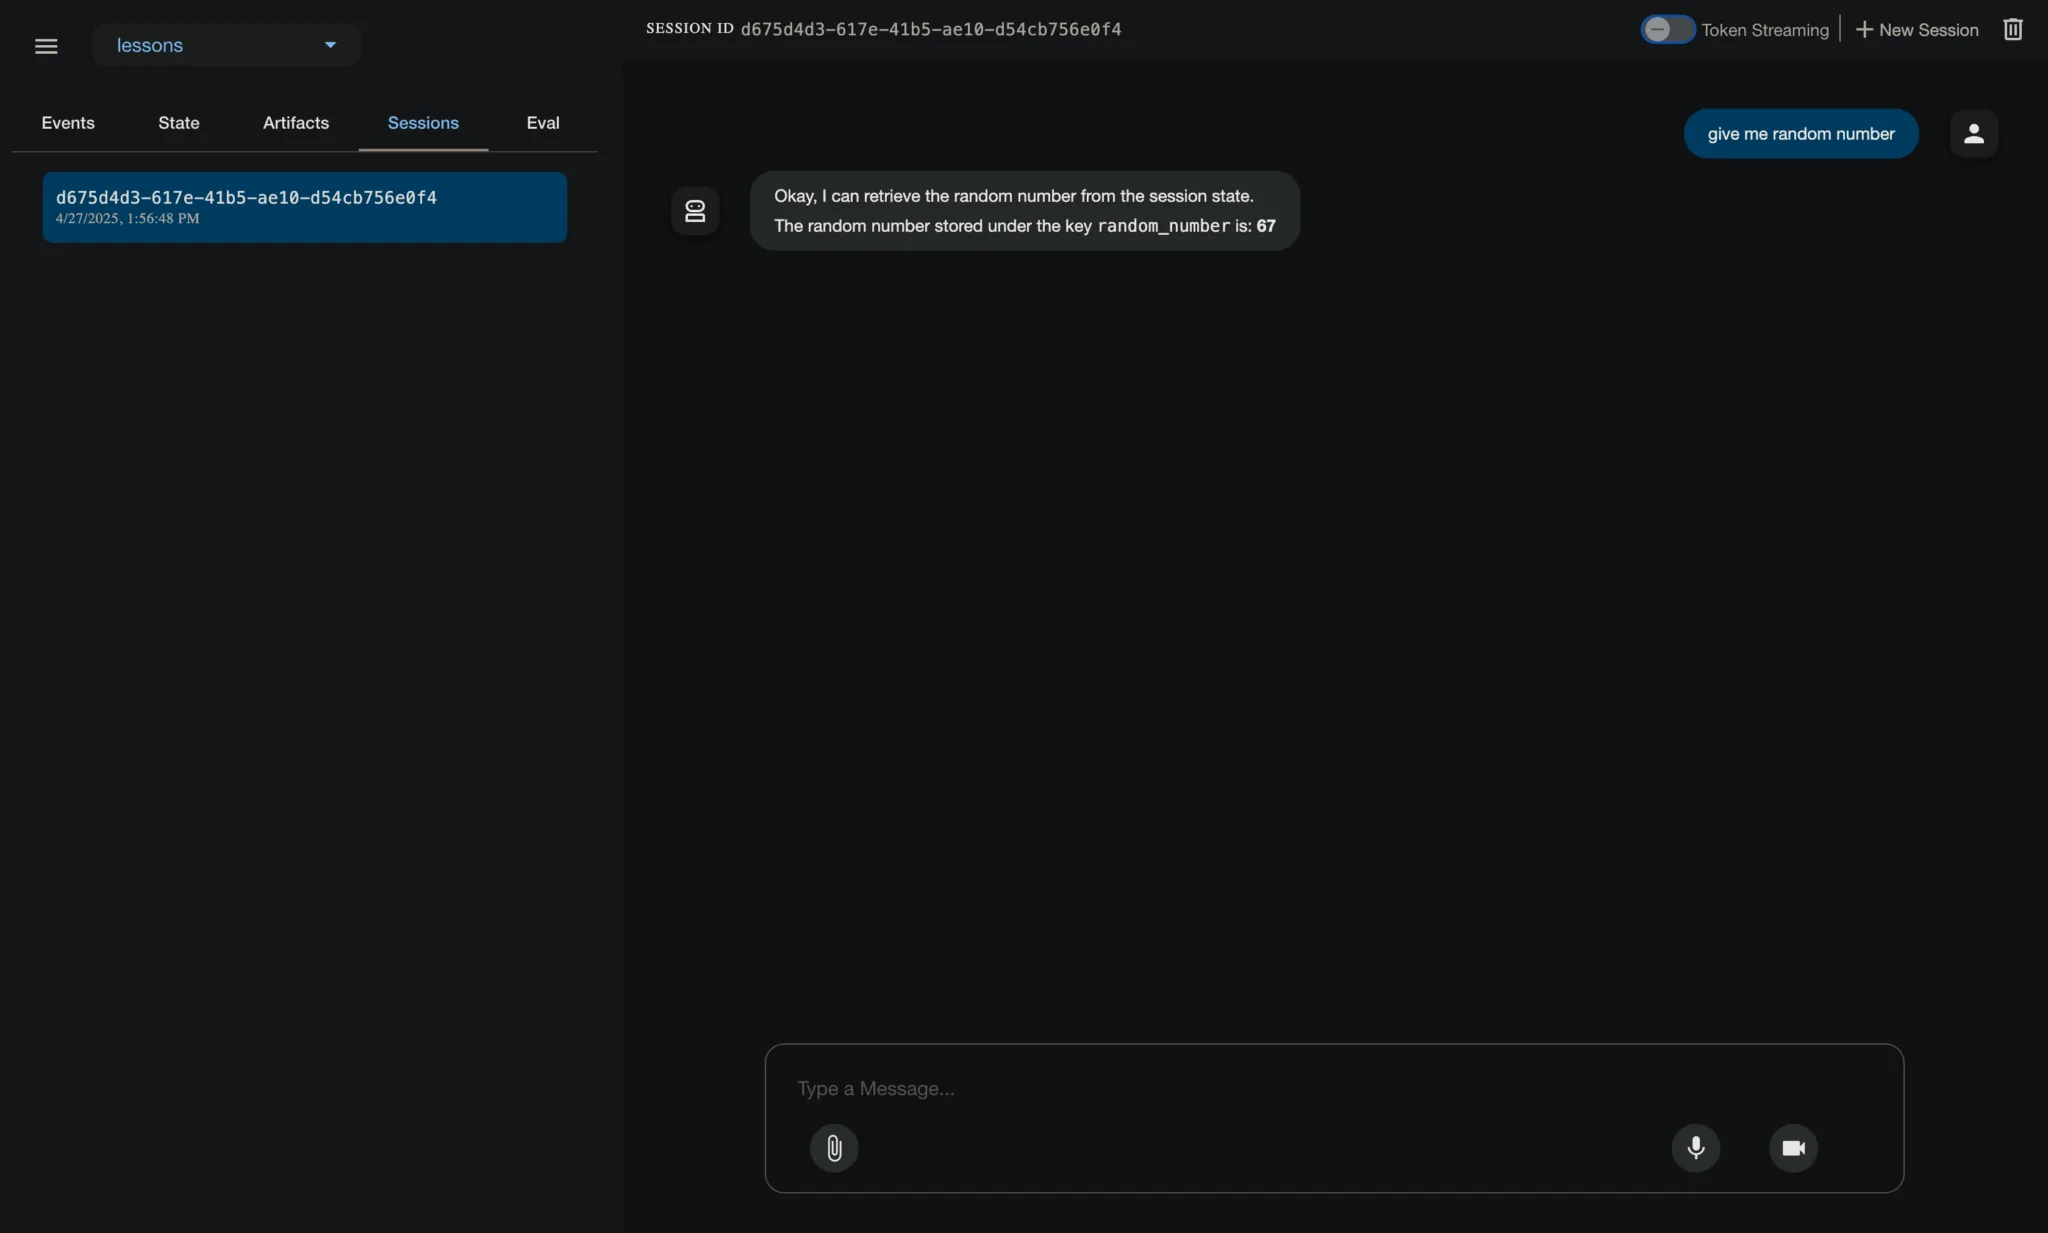 lessons
SESSION ID d675d4d3-617e-41b5-ae10-d54cb756e0f4
Token Streaming
New Session
Events State Artifacts Sessions Eval
d675d4d3-617e-41b5-ae10-d54cb756e0f4
4/27/2025, 1:56:48 PM
give me random number
Okay, I can retrieve the random number from the session state.
The random number stored under the key random_number is: 67
Type a Message...